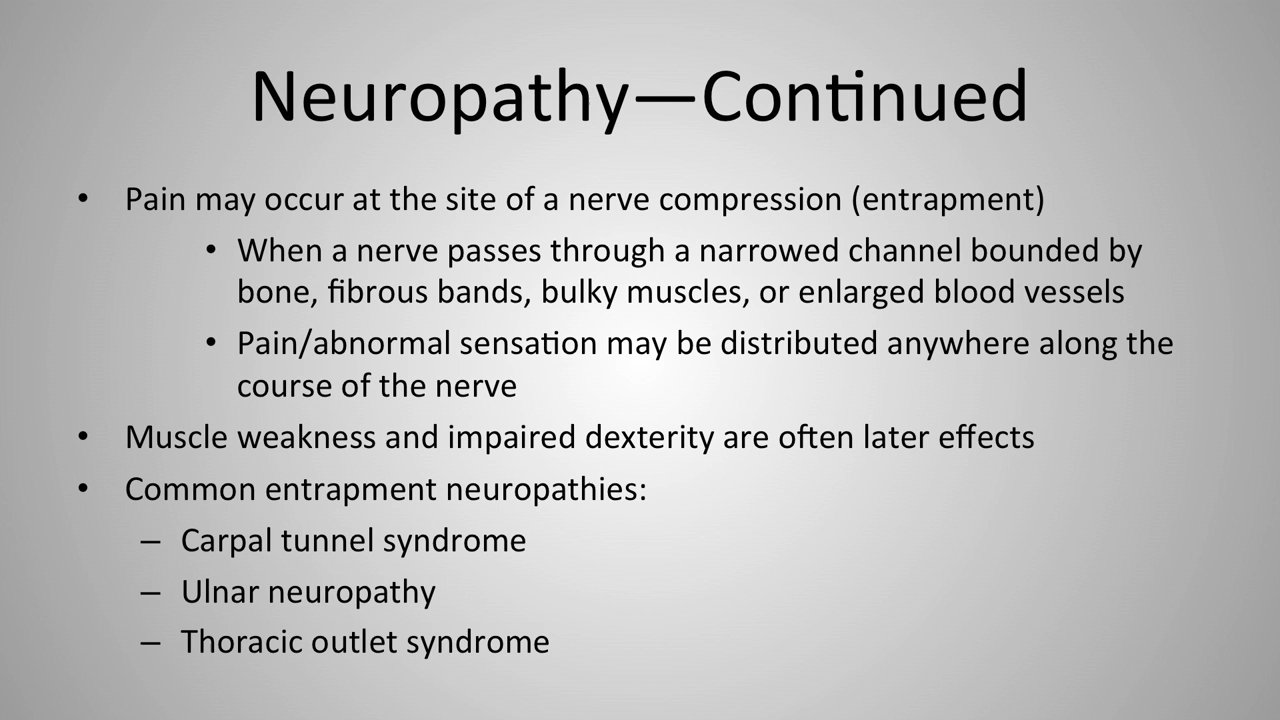 Neuropathy—Continued
• Pain may occur at the site of a nerve compression (entrapment)
• When a nerve passes through a narrowed channel bounded by
bone, fibrous bands, bulky muscles, or enlarged blood vessels
• Pain/abnormal sensation may be distributed anywhere along the
course of the nerve
• Muscle weakness and impaired dexterity are often later effects
• Common entrapment neuropathies:
– Carpal tunnel syndrome
– Ulnar neuropathy
– Thoracic outlet syndrome